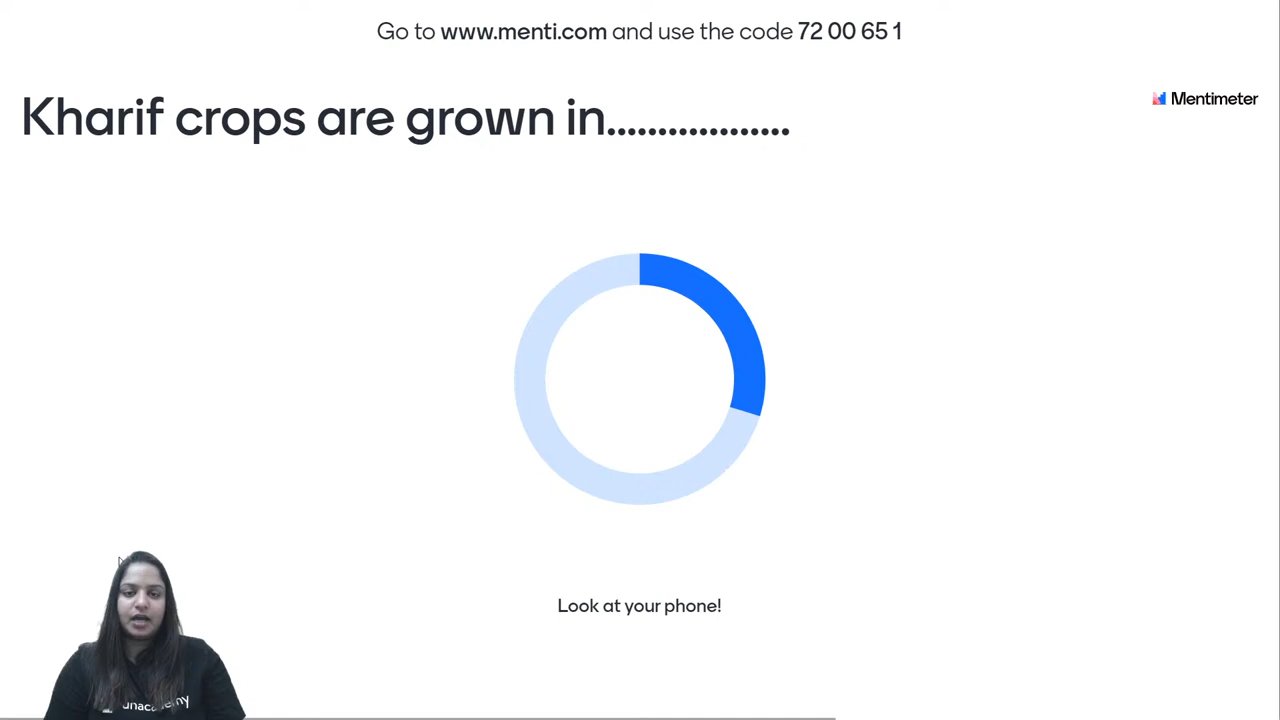 Go to www.menti.com and use the code 72 00 65 1
Mentimeter
Kharif crops are grown in..................
Look at your phone!
unacademy